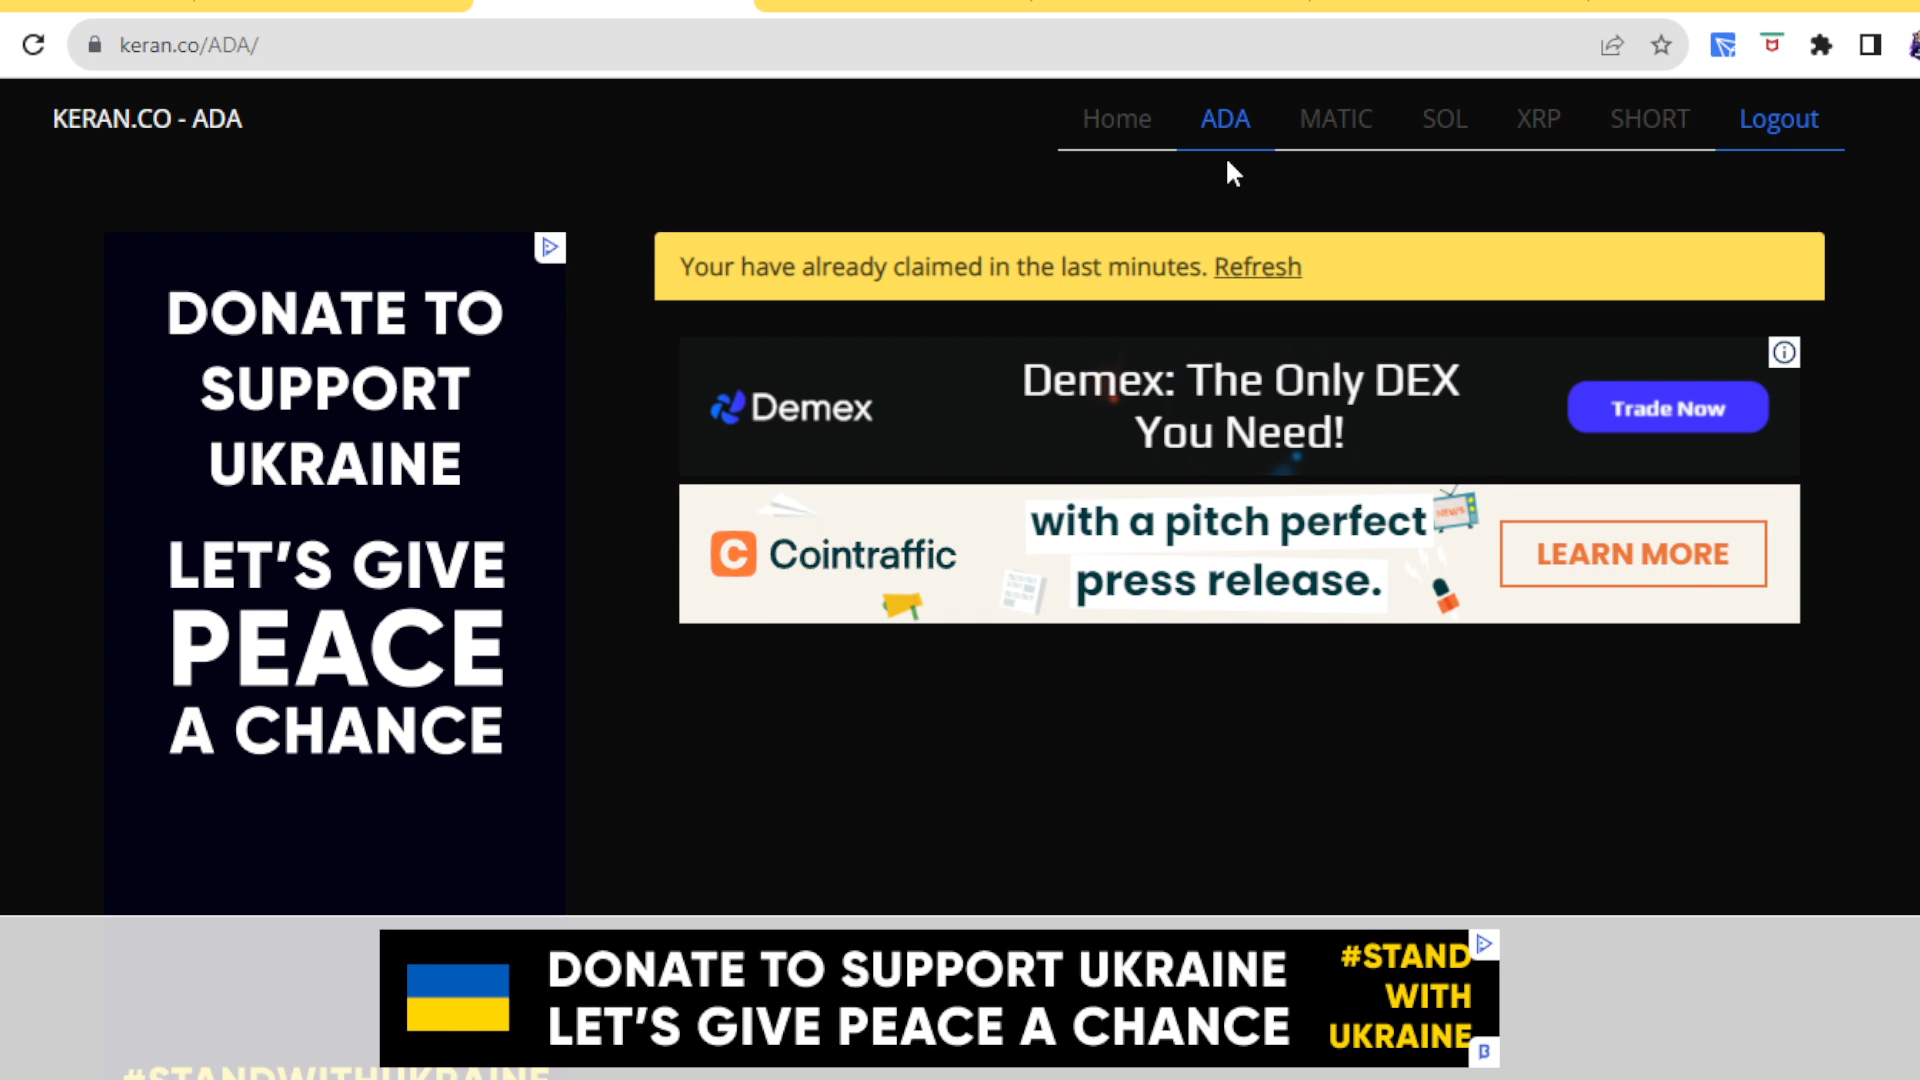 keran.co/ADA/
KERAN.CO - ADA
Home ADA MATIC SOL XRP SHORT Logout
DONATE TO
SUPPORT
UKRAINE
LET'S GIVE
PEACE
A CHANCE
Your have already claimed in the last minutes. Refresh
Demex
Demex: The Only DEX
You Need!
Trade Now
C Cointraffic
with a pitch perfect
press release.
NEWS
LEARN MORE
DONATE TO SUPPORT UKRAINE
LET'S GIVE PEACE A CHANCE
#STAND
WITH
UKRAINE
#STANDWITHUKRAINE